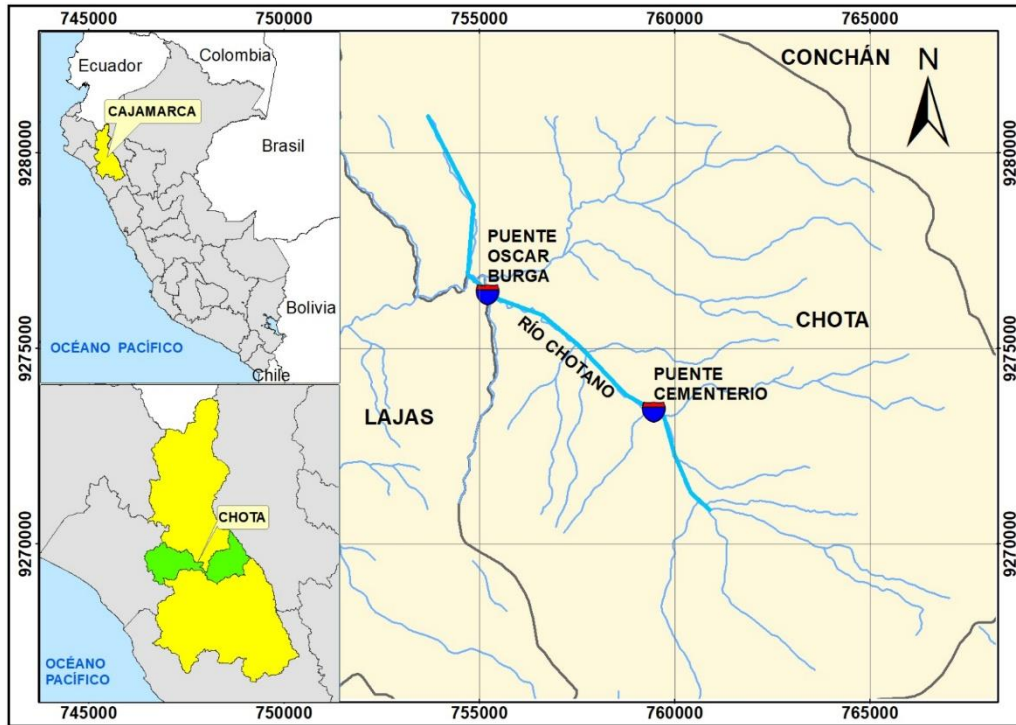 745000 750000 755000 760000 765000
Colombia
Ecuador
CAJAMARCA
Brasil
Bolivia
OCÉANO PACÍFICO
Chile
CHOTA
OCÉANO
PACÍFICO
CONCHÁN
N
PUENTE
OSCAR
BURGA
CHOTA
RÍO CHOTANO
PUENTE
CEMENTERIO
LAJAS
9280000
9275000
9270000
9280000
9275000
9270000
745000 750000 755000 760000 765000